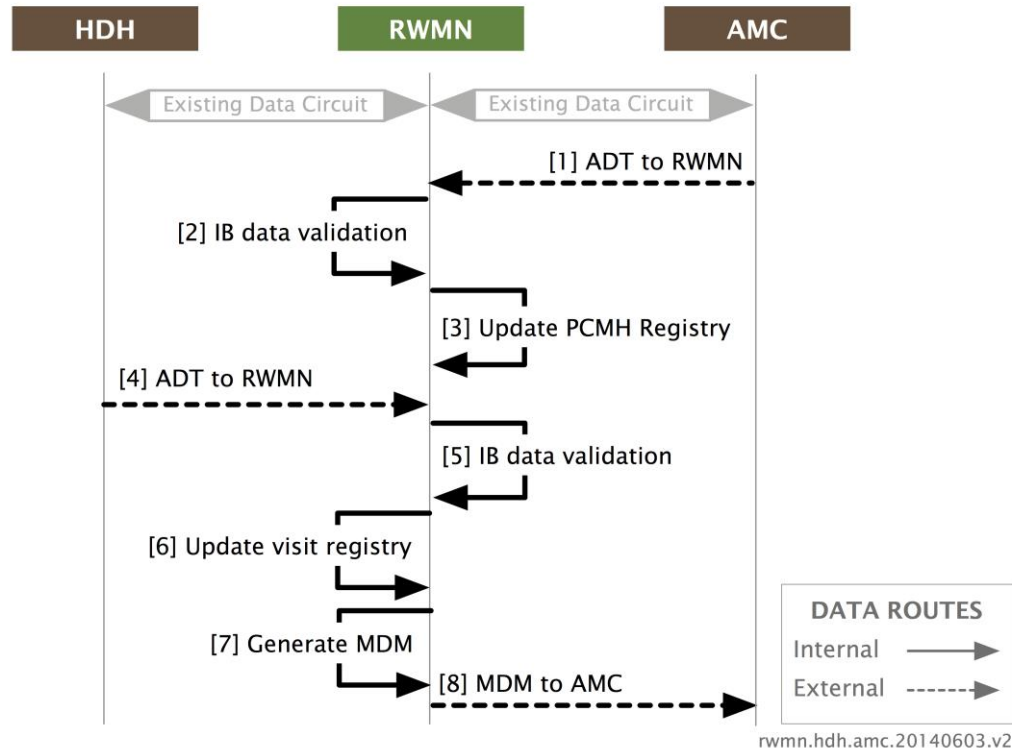 HDH
RWMN
AMC
Existing Data Circuit
Existing Data Circuit
[1] ADT to RWMN
[2] IB data validation
[3] Update PCMH Registry
[4] ADT to RWMN
[5] IB data validation
[6] Update visit registry
[7] Generate MDM
[8] MDM to AMC
DATA ROUTES
Internal
External
rwmn.hdh.amc.20140603.v2